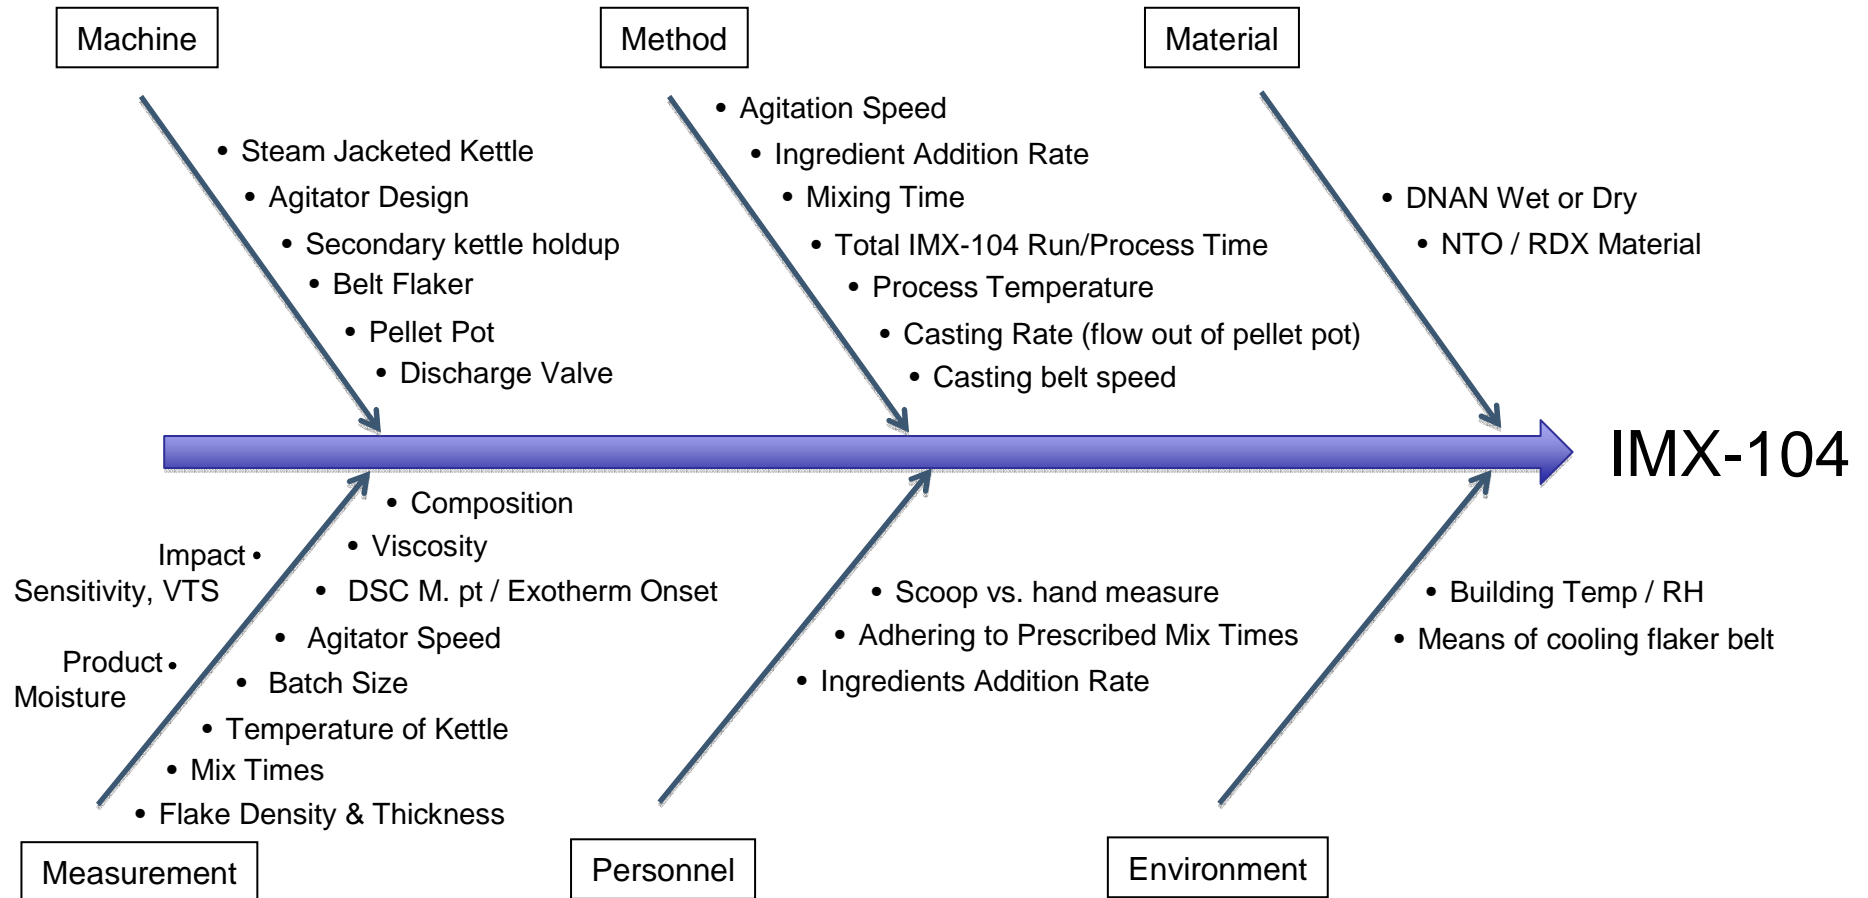 Machine
Method
Material
• Steam Jacketed Kettle
• Agitator Design
• Secondary kettle holdup
• Belt Flaker
• Pellet Pot
• Discharge Valve
• Agitation Speed
• Ingredient Addition Rate
• Mixing Time
• Total IMX-104 Run/Process Time
• Process Temperature
• Casting Rate (flow out of pellet pot)
• Casting belt speed
• DNAN Wet or Dry
• NTO / RDX Material
IMX-104
Impact •
Sensitivity, VTS
Product •
Moisture
• Composition
• Viscosity
• DSC M. pt / Exotherm Onset
• Agitator Speed
• Batch Size
• Temperature of Kettle
• Mix Times
• Flake Density & Thickness
• Scoop vs. hand measure
• Adhering to Prescribed Mix Times
• Ingredients Addition Rate
• Building Temp / RH
• Means of cooling flaker belt
Measurement
Personnel
Environment